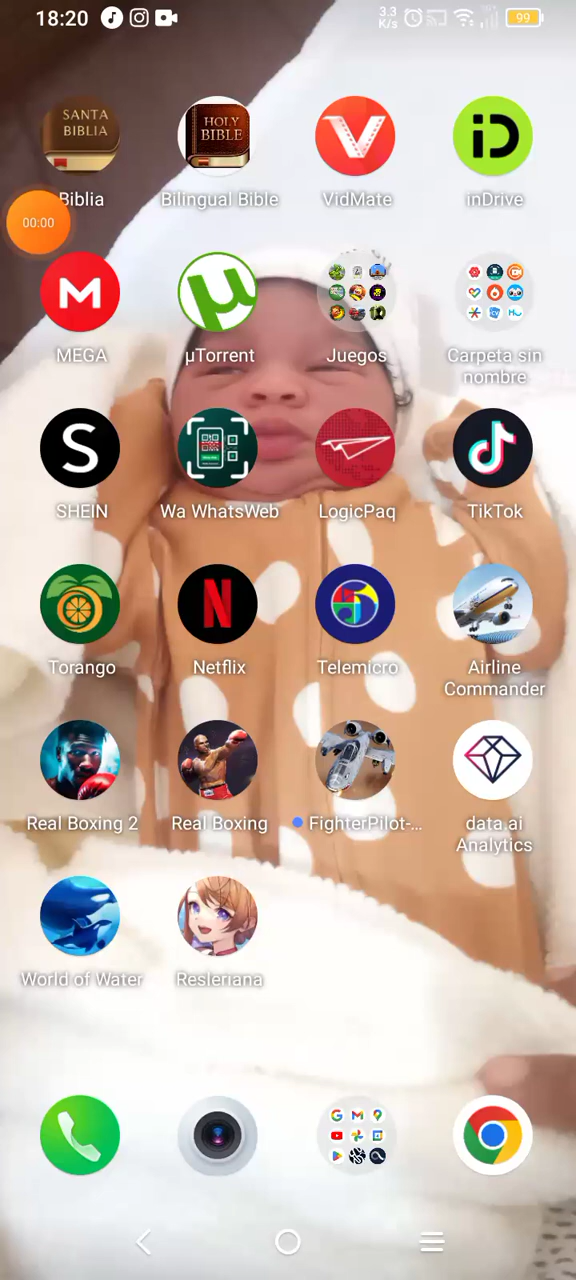 18:20
3.3
K/s
99
SANTA
BIBLIA
HOLY
BIBLE
iD
Biblia
Bilingual Bible
VidMate
inDrive
00:00
M
µ
MEGA
µTorrent
Juegos
Carpeta sin
nombre
S
SHEIN
Wa WhatsWeb
LogicPaq
TikTok
N
5
Torango
Netflix
Telemicro
Airline
Commander
Real Boxing 2
Real Boxing
FighterPilot-...
data.ai
Analytics
World of Water
Resleriana